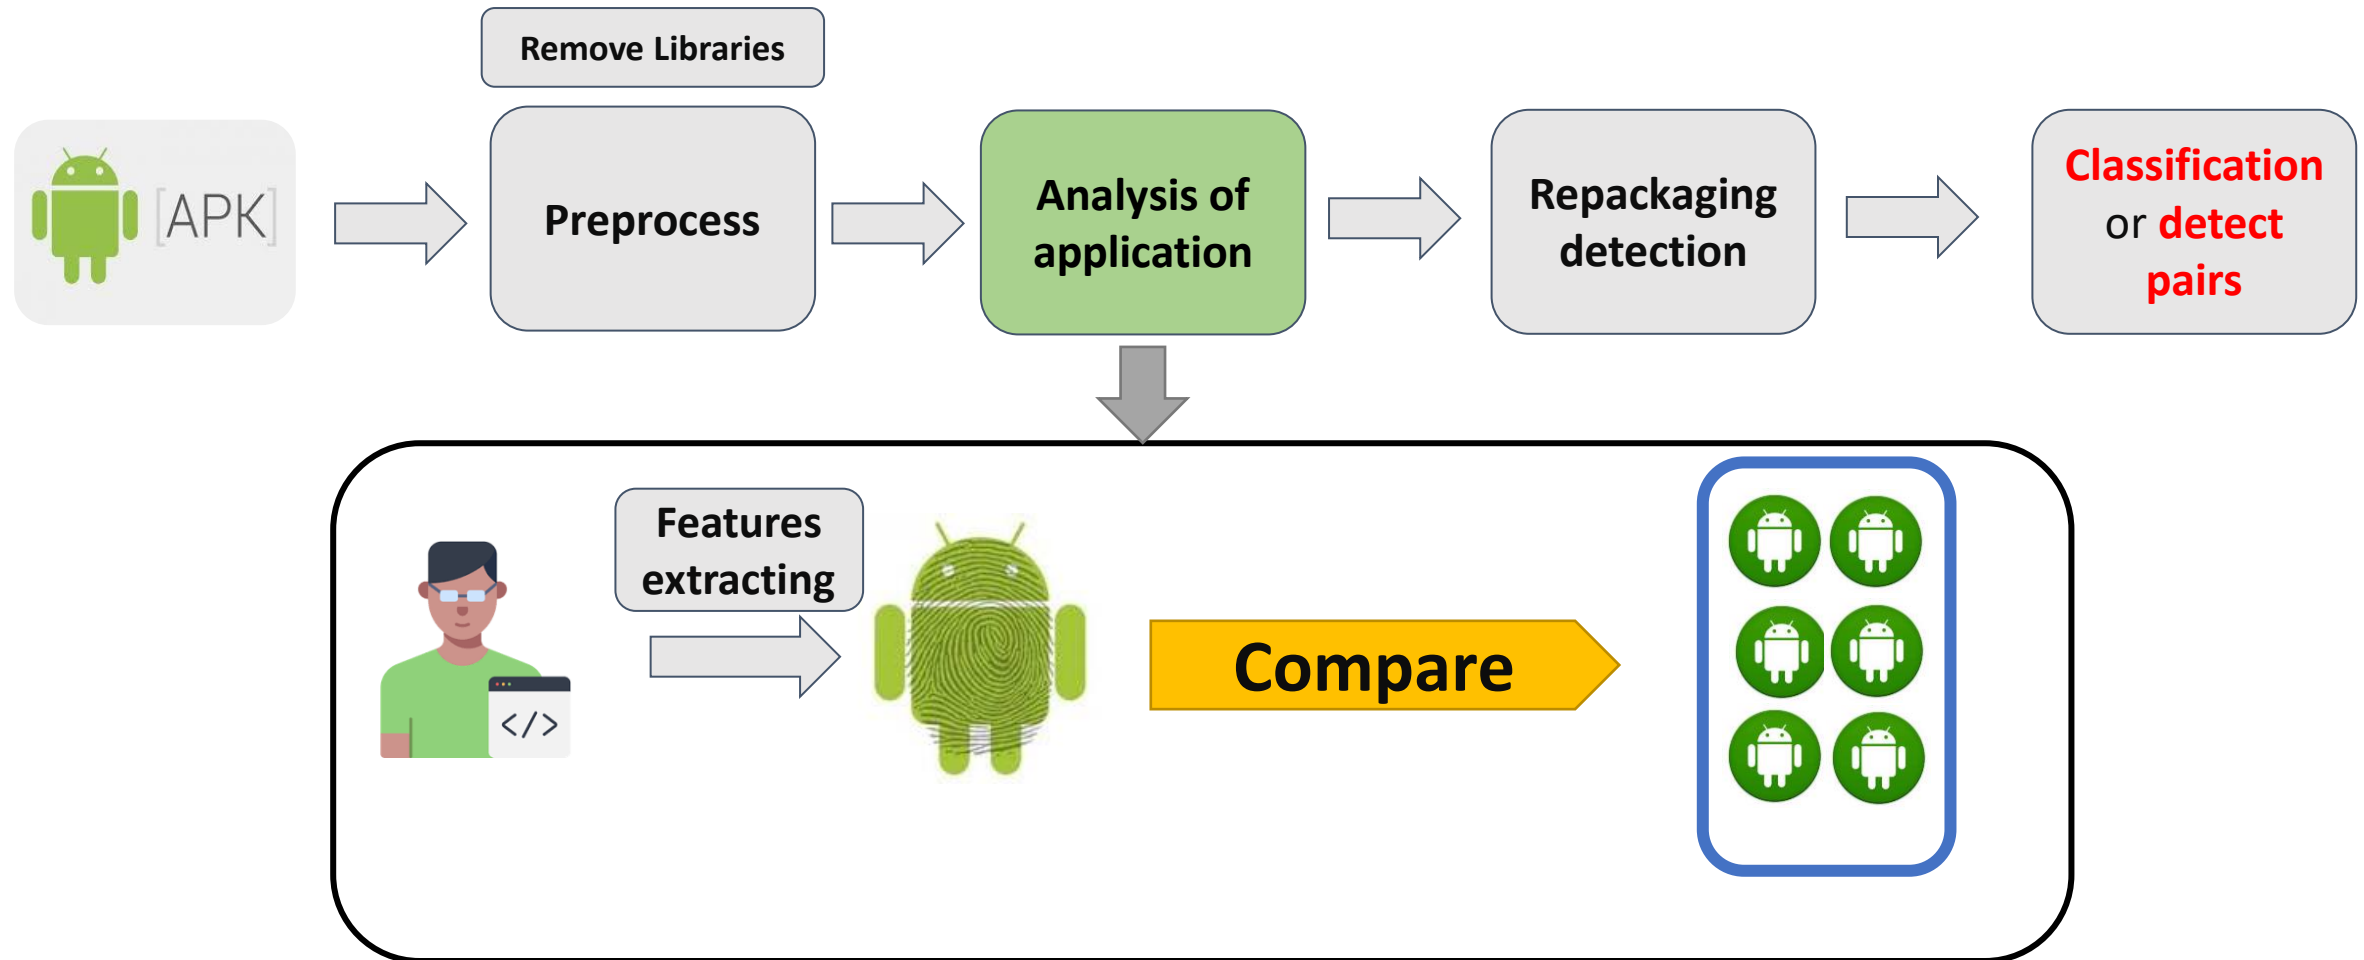 Remove Libraries
[APK]
Preprocess
Analysis of
application
Repackaging
detection
Classification
or detect
pairs
Features
extracting
</>
Compare